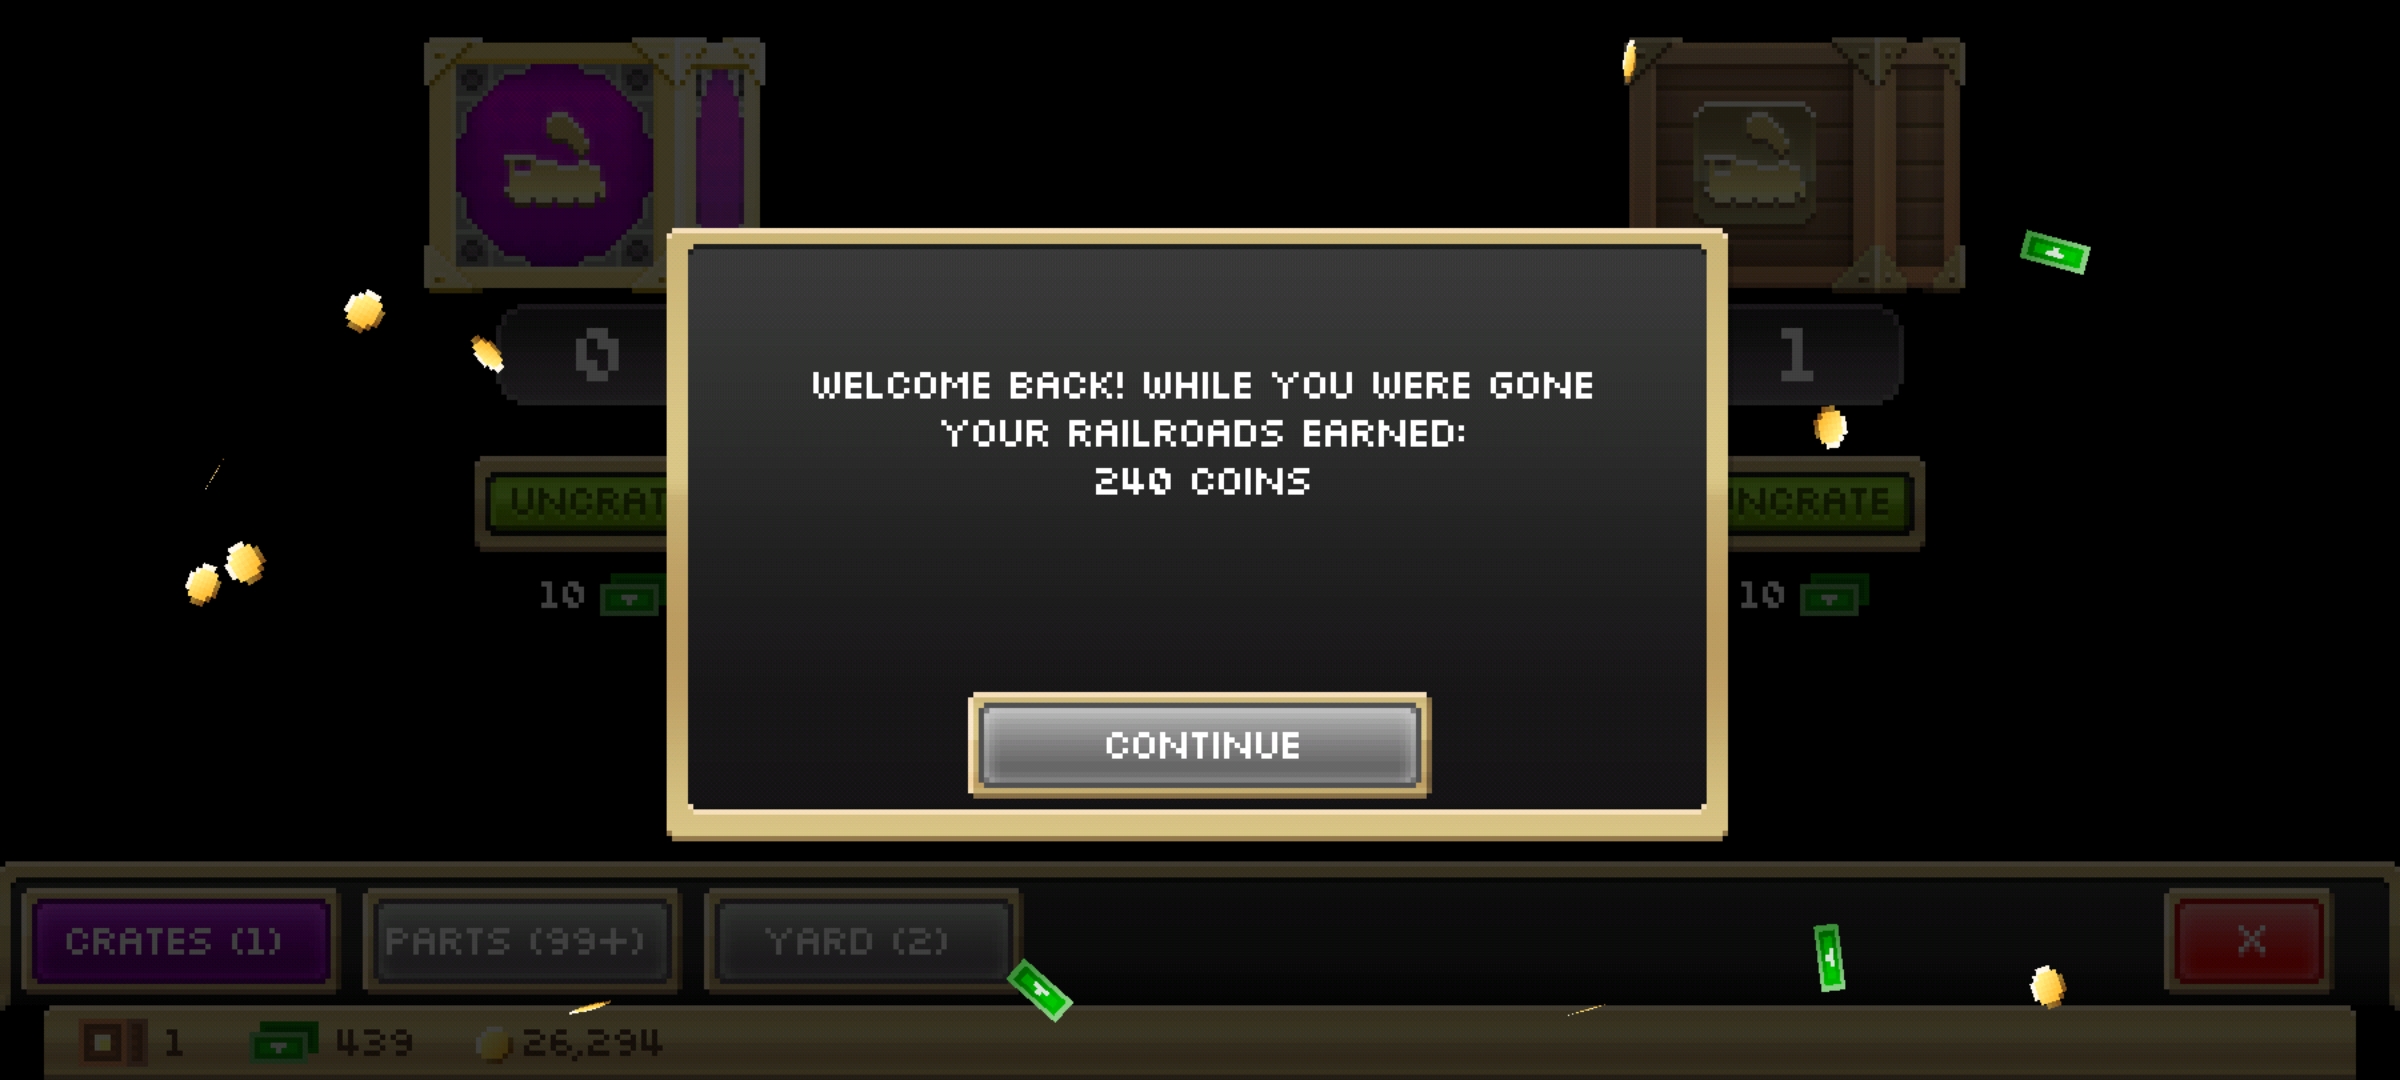 0
1
WELCOME BACK! WHILE YOU WERE GONE
YOUR RAILROADS EARNED:
240 COINS
UNCRAT
NCRATE
10
10
CONTINUE
CRATES (1)
PARTS (99+)
YARD (2)
X
1
439
26,294